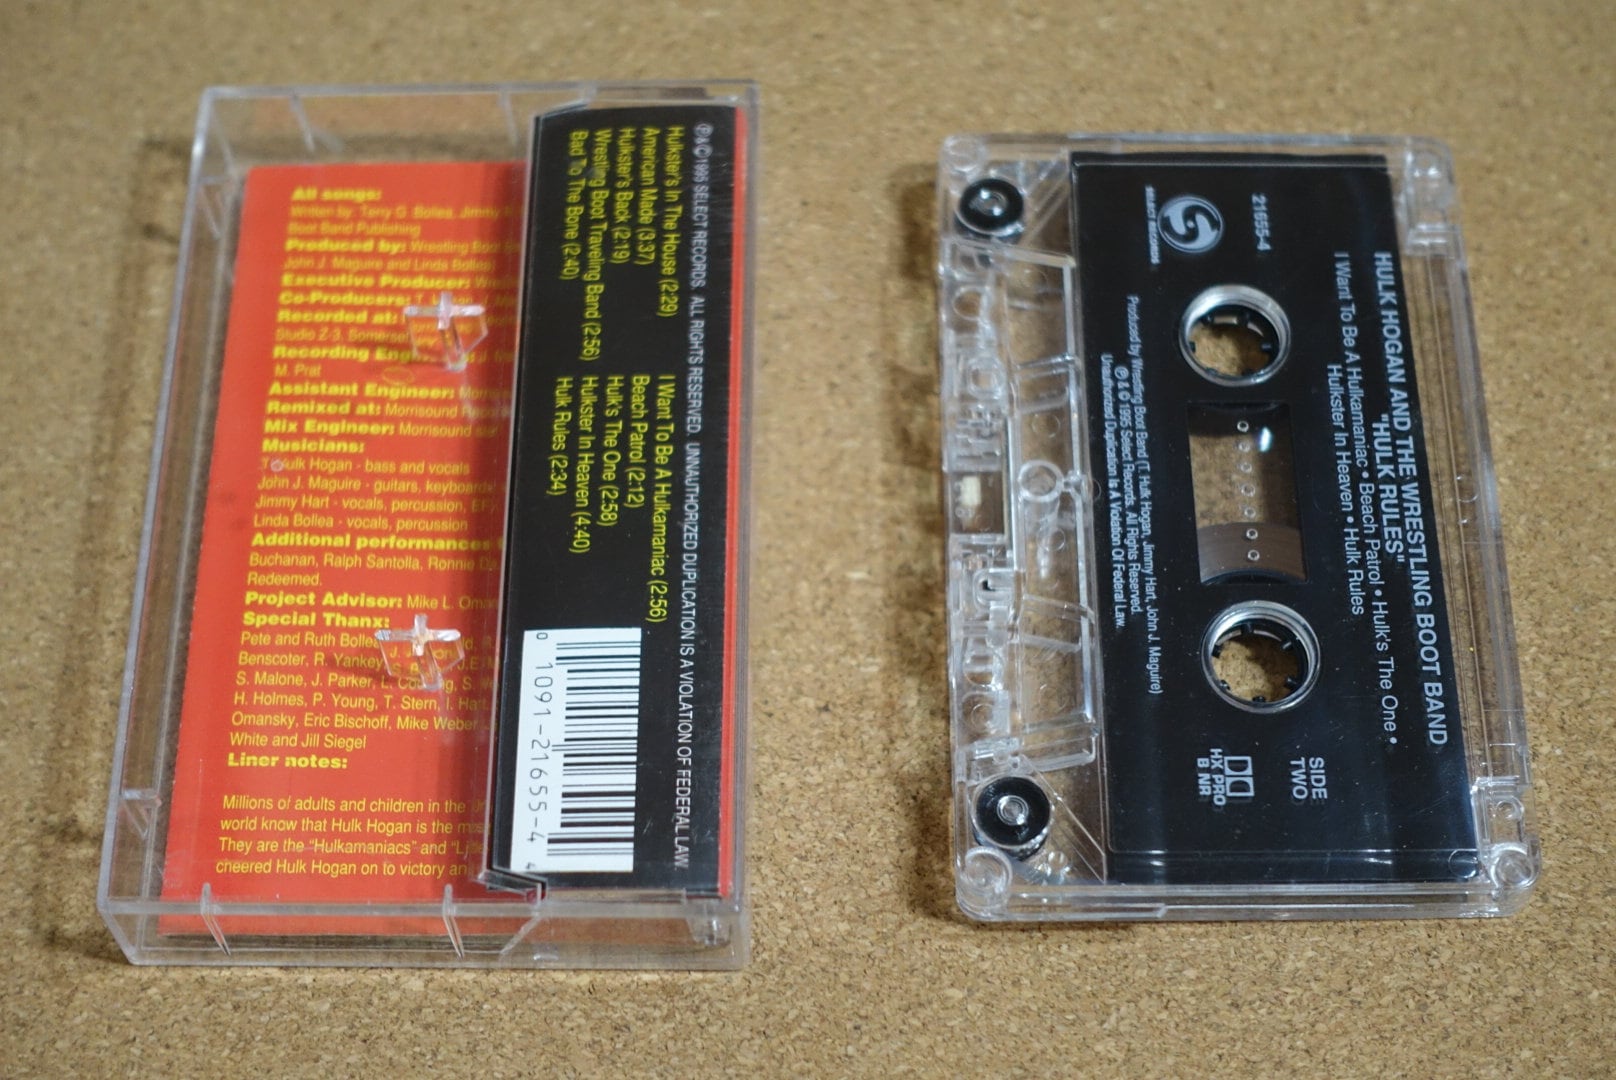 All songs:
Written by: Terry G. Bollea, Jimmy
Boot Band Publishing
Produced by: Wrestling Boot
John J. Maguire and Linda Bollea
Executive Producer:
Co-Producers: T.
Recorded at:
Studio Z-3, Somerset
Recording
M. Prat
Assistant Engineer:
Remixed at: Morrisound
Mix Engineer: Morrisound
Musicians:
Hulk Hogan - bass and vocals
John J. Maguire - guitars, keyboards
Jimmy Hart - vocals, percussion,
Linda Bollea - vocals, percussion
Additional performances
Buchanan, Ralph Santolla, Ronnie
Redeemed.
Project Advisor: Mike L.
Special Thanx:
Pete and Ruth
Benscoter, R. Yankey
S. Malone, J. Parker,
H. Holmes, P. Young, T. Stern, I.
Omansky, Eric Bischoff, Mike Weber
White and Jill Siegel
Liner notes:
Millions of adults and children in the
world know that Hulk Hogan is the
They are the "Hulkamaniacs" and
cheered Hulk Hogan on to victory
℗&©1995 SELECT RECORDS. ALL RIGHTS RESERVED. UNNAUTHORIZED DUPLICATION IS A VIOLATION OF FEDERAL LAW.
Hulkster's In The House (2:29)
American Made (3:37)
Hulkster's Back (2:19)
Wrestling Boot Traveling Band (2:56)
Bad To The Bone (2:40)
I Want To Be A Hulkamaniac (2:56)
Beach Patrol (2:12)
Hulk's The One (2:58)
Hulkster In Heaven (4:40)
Hulk Rules (2:34)
0 1091-21655-4 4
HULK HOGAN AND THE WRESTLING BOOT BAND
"HULK RULES"
I Want To Be A Hulkamaniac • Beach Patrol • Hulk's The One •
Hulkster In Heaven • Hulk Rules
21655-4
SELECT RECORDS
SIDE
TWO
HX PRO
B NR
Produced by Wrestling Boot Band (T. Hulk Hogan, Jimmy Hart, John J. Maguire)
℗ & © 1995 Select Records. All Rights Reserved.
Unauthorized Duplication Is A Violation Of Federal Law.